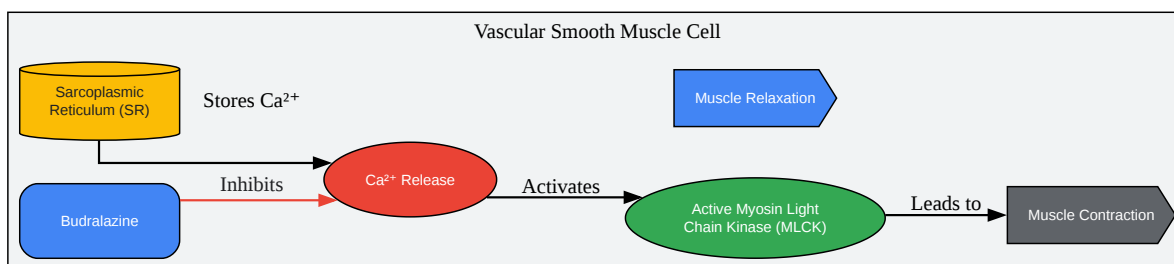 Vascular Smooth Muscle Cell
Sarcoplasmic
Reticulum (SR)
Stores Ca²⁺
Muscle Relaxation
Inhibits
Ca²⁺ Release
Activates
Budralazine
Active Myosin Light
Chain Kinase (MLCK)
Leads to
Muscle Contraction